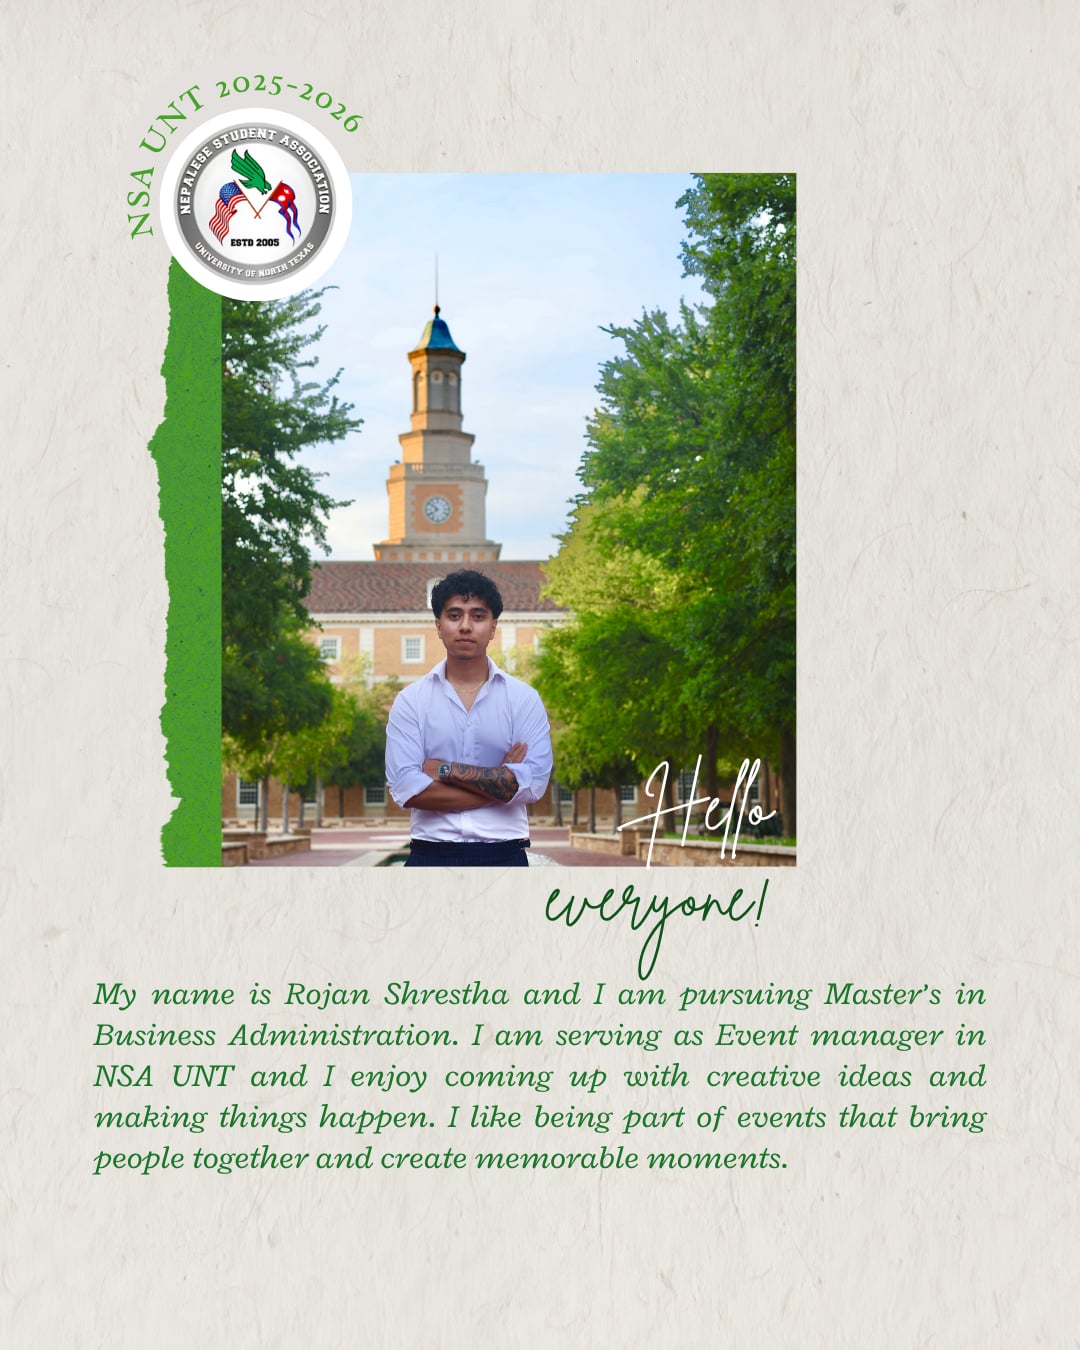 NSA UNT 2025-2026
NEPALESE STUDENT ASSOCIATION
ESTD 2005
UNIVERSITY OF NORTH TEXAS
Hello
everyone!
My name is Rojan Shrestha and I am pursuing Master's in
Business Administration. I am serving as Event manager in
NSA UNT and I enjoy coming up with creative ideas and
making things happen. I like being part of events that bring
people together and create memorable moments.